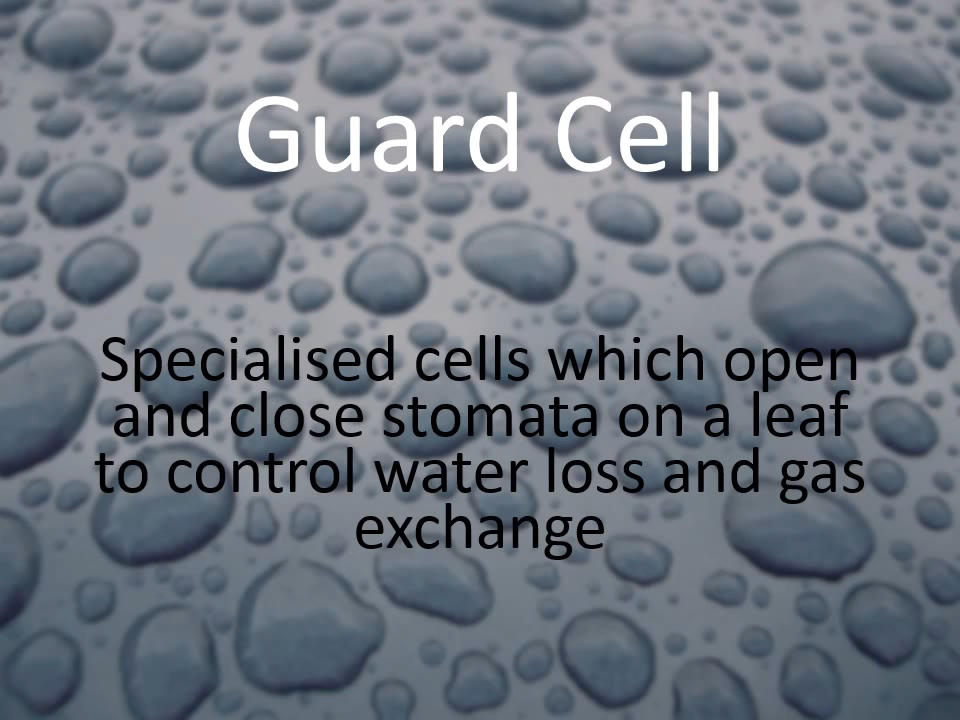 Guard Cell
Specialised cells which open
and close stomata on a leaf
to control water loss and gas
exchange